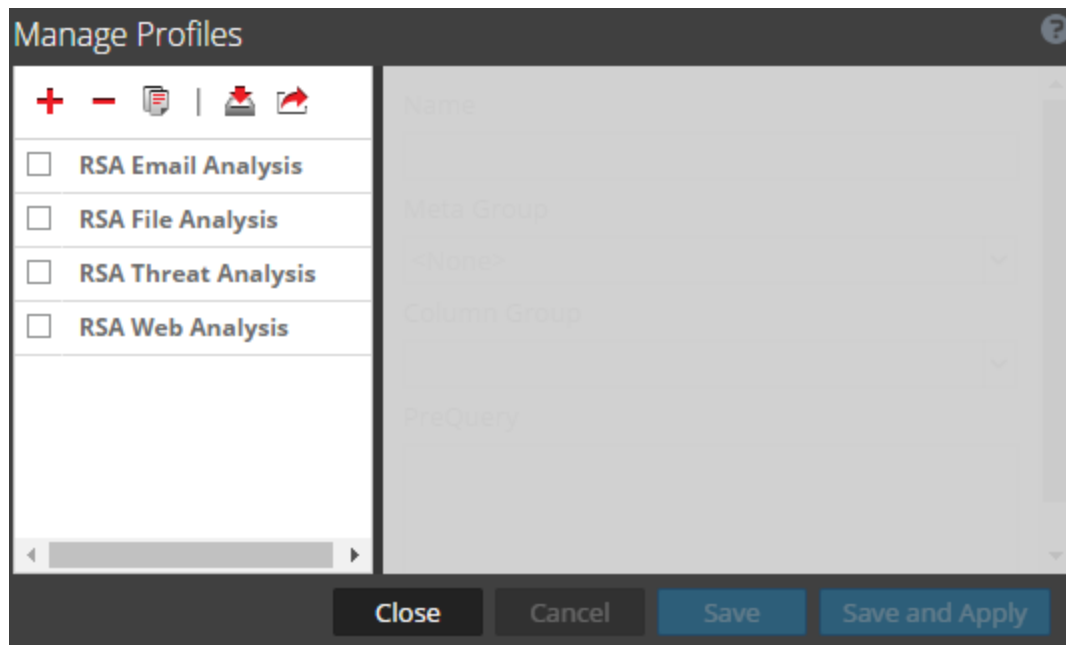 Manage Profiles
?
RSA Email Analysis
RSA File Analysis
RSA Threat Analysis
RSA Web Analysis
Name
Meta Group
<None>
Column Group
PreQuery
Close Cancel Save Save and Apply